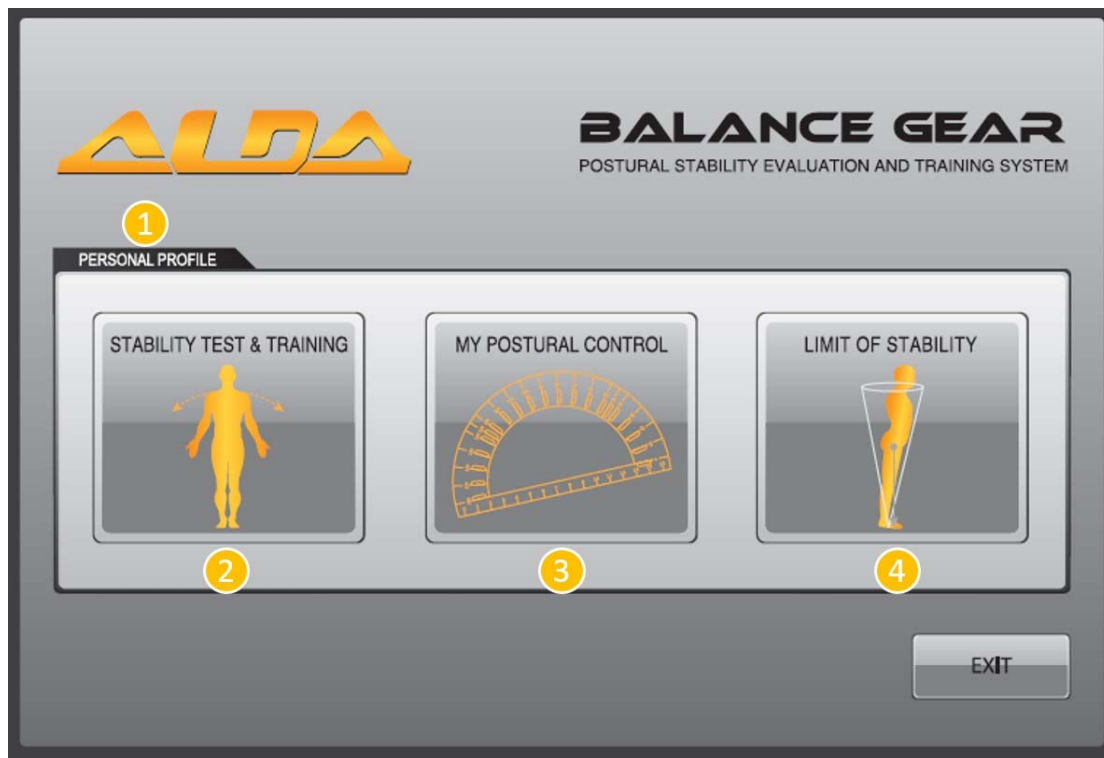 ALDA
BALANCE GEAR
POSTURAL STABILITY EVALUATION AND TRAINING SYSTEM
1
PERSONAL PROFILE
STABILITY TEST & TRAINING
MY POSTURAL CONTROL
LIMIT OF STABILITY
2
3
4
EXIT